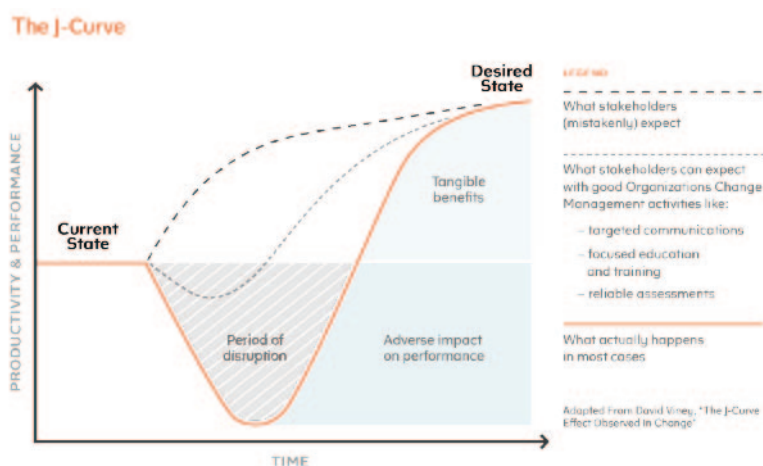 The J-Curve
Desired
State
LEGEND
What stakeholders
(mistakenly) expect
PRODUCTIVITY & PERFORMANCE
What stakeholders can expect
with good Organizations Change
Management activities like:
– targeted communications
– focused education
and training
– reliable assessments
Tangible
benefits
Current
State
Period of
disruption
Adverse impact
on performance
What actually happens
in most cases
Adapted From David Viney, "The J-Curve
Effect Observed In Change"
TIME